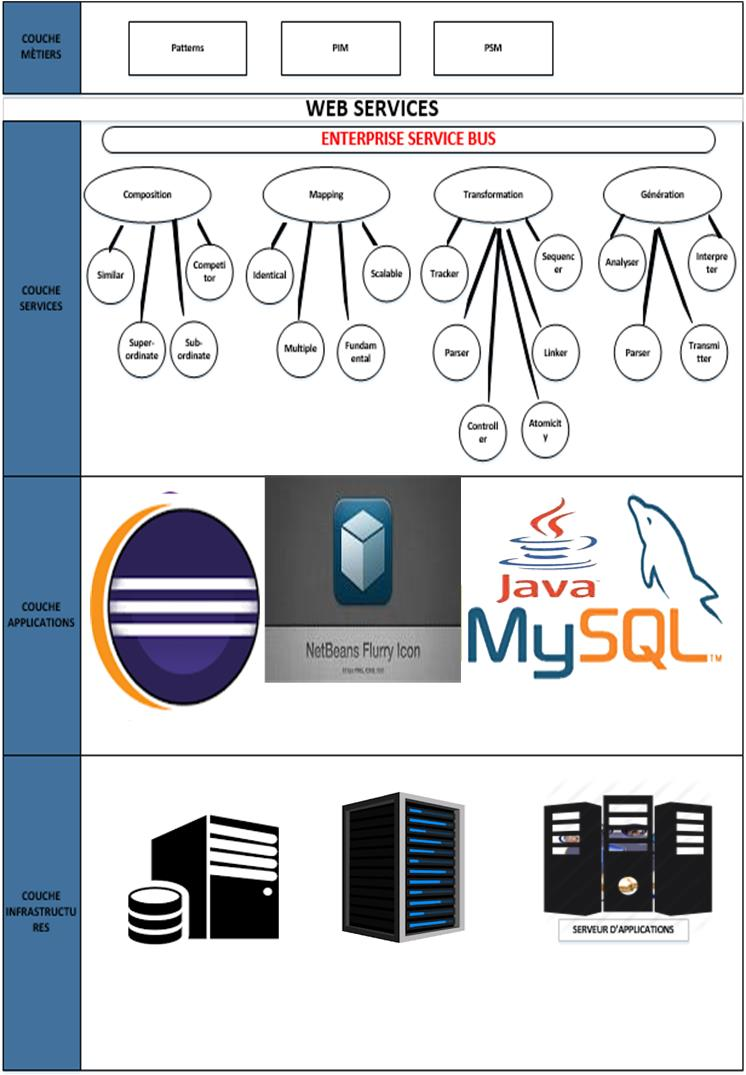 COUCHE
MÈTIERS
Patterns
PIM
PSM
WEB SERVICES
ENTERPRISE SERVICE BUS
COUCHE
SERVICES
Composition
Mapping
Transformation
Génération
Similar
Competi
tor
Identical
Scalable
Tracker
Sequenc
er
Analyser
Interpre
ter
Super-
ordinate
Sub-
ordinate
Multiple
Fundam
ental
Parser
Linker
Parser
Transmi
tter
Controll
er
Atomicit
y
COUCHE
APPLICATIONS
NetBeans Flurry Icon
Java
MySQL™
COUCHE
INFRASTRUCTU
RES
SERVEUR D'APPLICATIONS